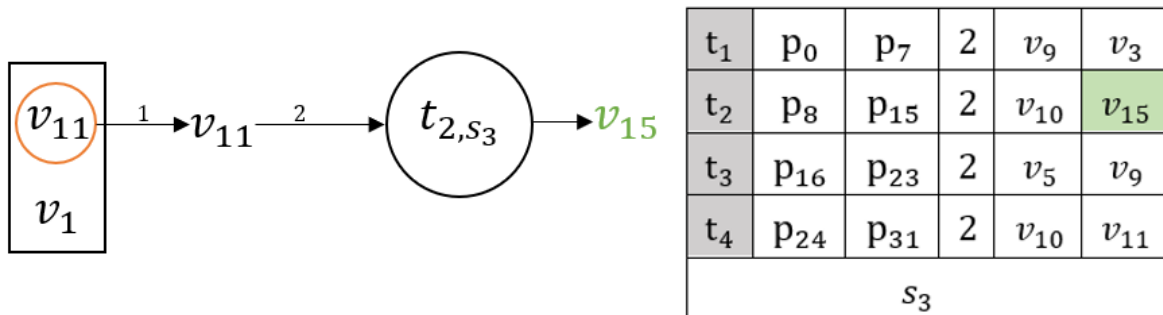 v₁₁ 1 v₁₁ 2 t₂,ₛ₃ v₁₅
v₁
t₁ p₀ p₇ 2 v₉ v₃
t₂ p₈ p₁₅ 2 v₁₀ v₁₅
t₃ p₁₆ p₂₃ 2 v₅ v₉
t₄ p₂₄ p₃₁ 2 v₁₀ v₁₁
s₃